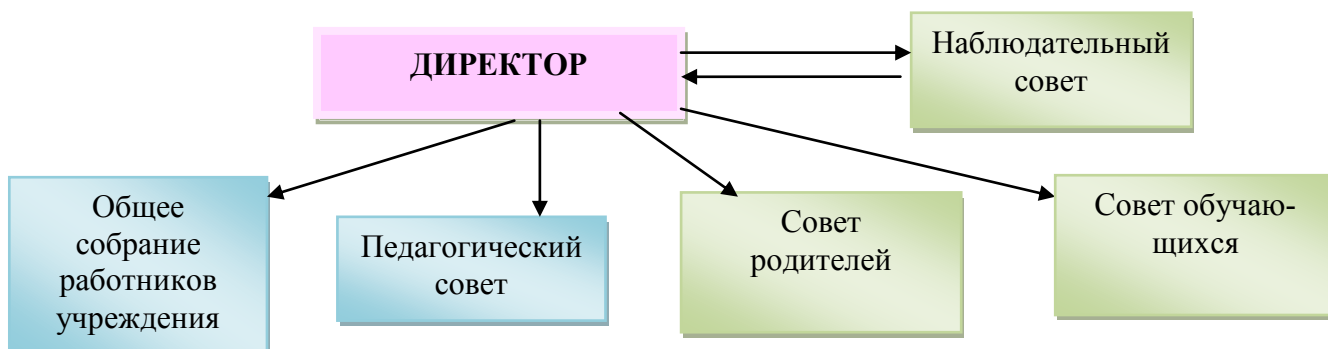 ДИРЕКТОР
Наблюдательный
совет
Общее
собрание
работников
учреждения
Педагогический
совет
Совет
родителей
Совет обучаю-
щихся